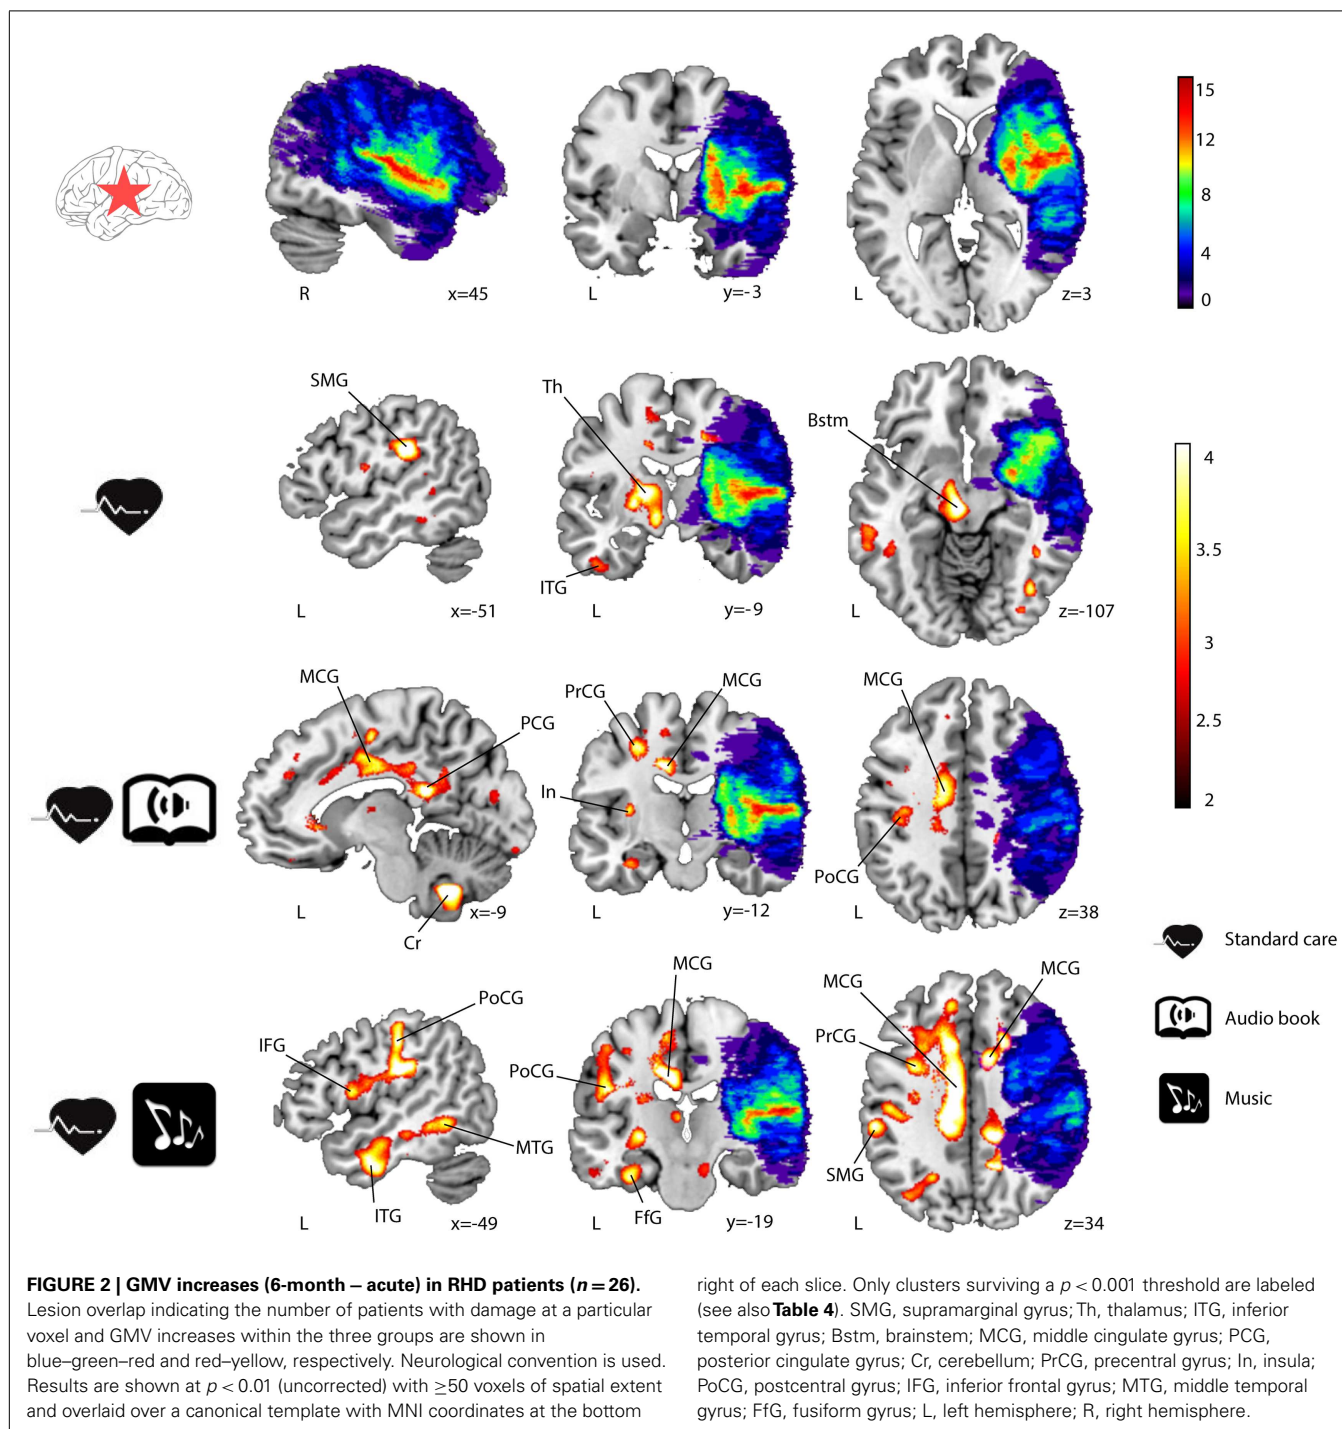 15
12
8
4
0
R
x=45
L
y=-3
L
z=3
SMG
Th
Bstm
ITG
L
x=-51
L
y=-9
L
z=-107
4
3.5
3
2.5
2
MCG
PCG
PrCG
MCG
MCG
In
PoCG
Cr
L
x=-9
L
y=-12
L
z=38
Standard care
Audio book
Music
PoCG
IFG
MTG
ITG
L
x=-49
MCG
PoCG
FfG
L
y=-19
MCG
MCG
PrCG
SMG
L
z=34
FIGURE 2 | GMV increases (6-month – acute) in RHD patients (n = 26).
Lesion overlap indicating the number of patients with damage at a particular
voxel and GMV increases within the three groups are shown in
blue–green–red and red–yellow, respectively. Neurological convention is used.
Results are shown at p < 0.01 (uncorrected) with ≥50 voxels of spatial extent
and overlaid over a canonical template with MNI coordinates at the bottom
right of each slice. Only clusters surviving a p < 0.001 threshold are labeled
(see also Table 4). SMG, supramarginal gyrus; Th, thalamus; ITG, inferior
temporal gyrus; Bstm, brainstem; MCG, middle cingulate gyrus; PCG,
posterior cingulate gyrus; Cr, cerebellum; PrCG, precentral gyrus; In, insula;
PoCG, postcentral gyrus; IFG, inferior frontal gyrus; MTG, middle temporal
gyrus; FfG, fusiform gyrus; L, left hemisphere; R, right hemisphere.